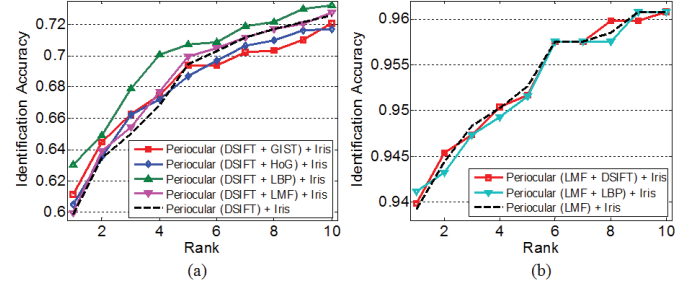 0.72
0.7
0.68
0.66
0.64
0.62
0.6
Identification Accuracy
Periocular (DSIFT + GIST) + Iris
Periocular (DSIFT + HoG) + Iris
Periocular (DSIFT + LBP) + Iris
Periocular (DSIFT + LMF) + Iris
Periocular (DSIFT) + Iris
2 4 6 8 10
Rank
(a)
0.96
0.955
0.95
0.945
0.94
Identification Accuracy
Periocular (LMF + DSIFT) + Iris
Periocular (LMF + LBP) + Iris
Periocular (LMF) + Iris
2 4 6 8 10
Rank
(b)